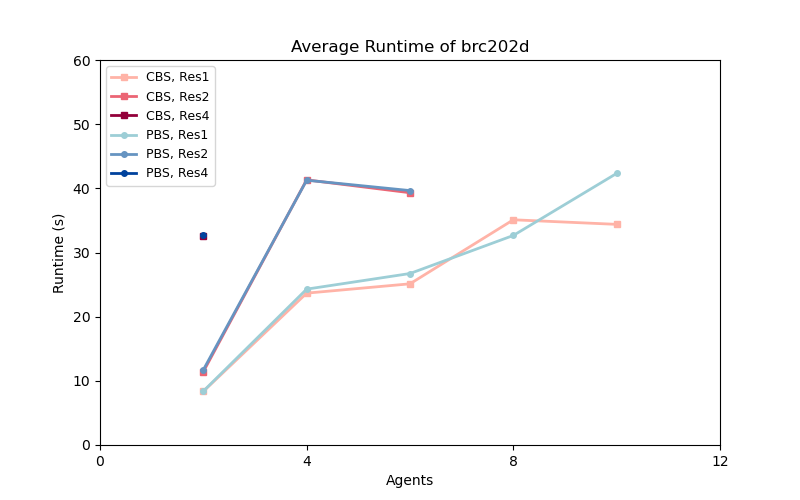 Average Runtime of brc202d
60
50
40
30
20
10
0
Runtime (s)
CBS, Res1
CBS, Res2
CBS, Res4
PBS, Res1
PBS, Res2
PBS, Res4
0 4 8 12
Agents